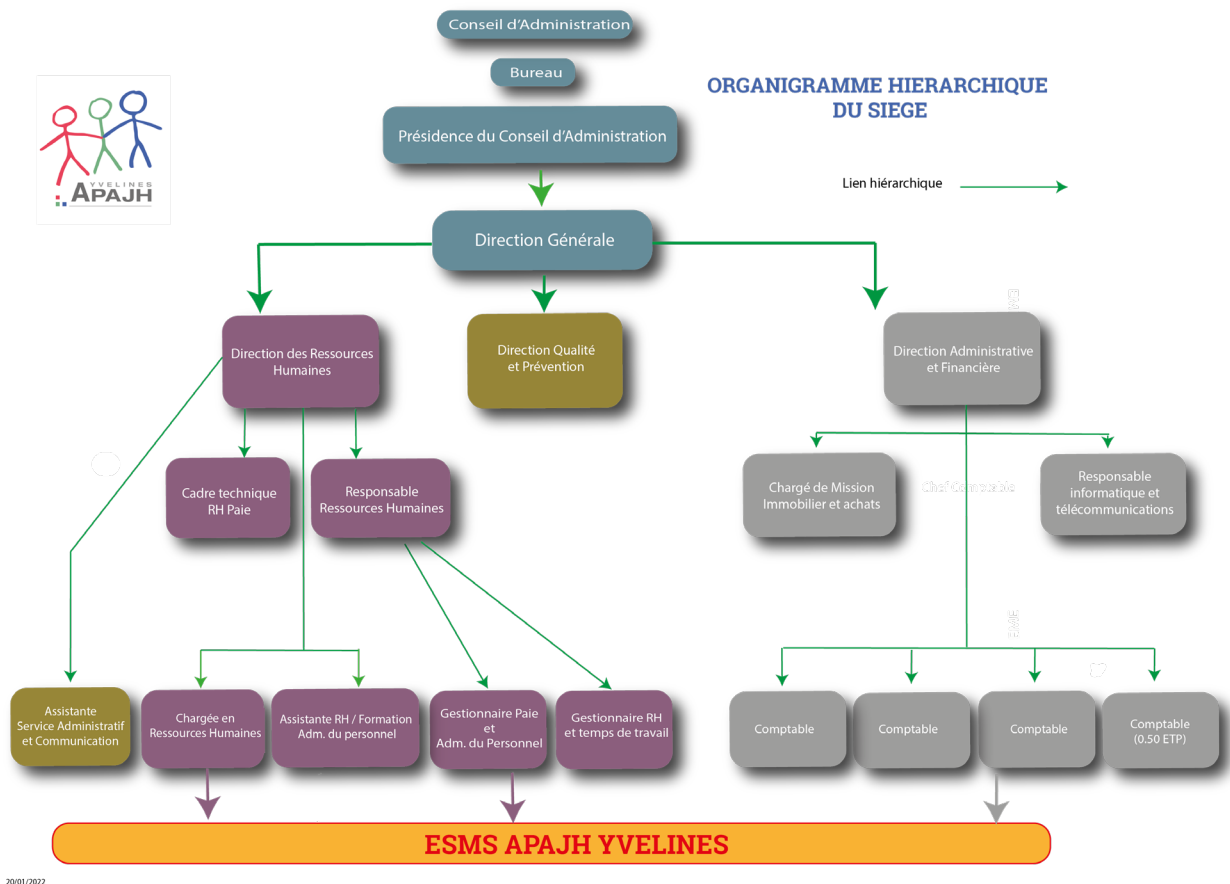 Conseil d'Administration
Bureau
ORGANIGRAMME HIERARCHIQUE
DU SIEGE
Présidence du Conseil d'Administration
YVELINES
APAJH
Lien hiérarchique
Direction Générale
Direction des Ressources
Humaines
Direction Qualité
et Prévention
Direction Administrative
et Financière
Cadre technique
RH Paie
Responsable
Ressources Humaines
Chargé de Mission
Immobilier et achats
Chef Comptable
Responsable
informatique et
télécommunications
Assistante
Service Administratif
et Communication
Chargée en
Ressources Humaines
Assistante RH / Formation
Adm. du personnel
Gestionnaire Paie
et
Adm. du Personnel
Gestionnaire RH
et temps de travail
Comptable
Comptable
Comptable
Comptable
(0.50 ETP)
ESMS APAJH YVELINES
20/01/2022